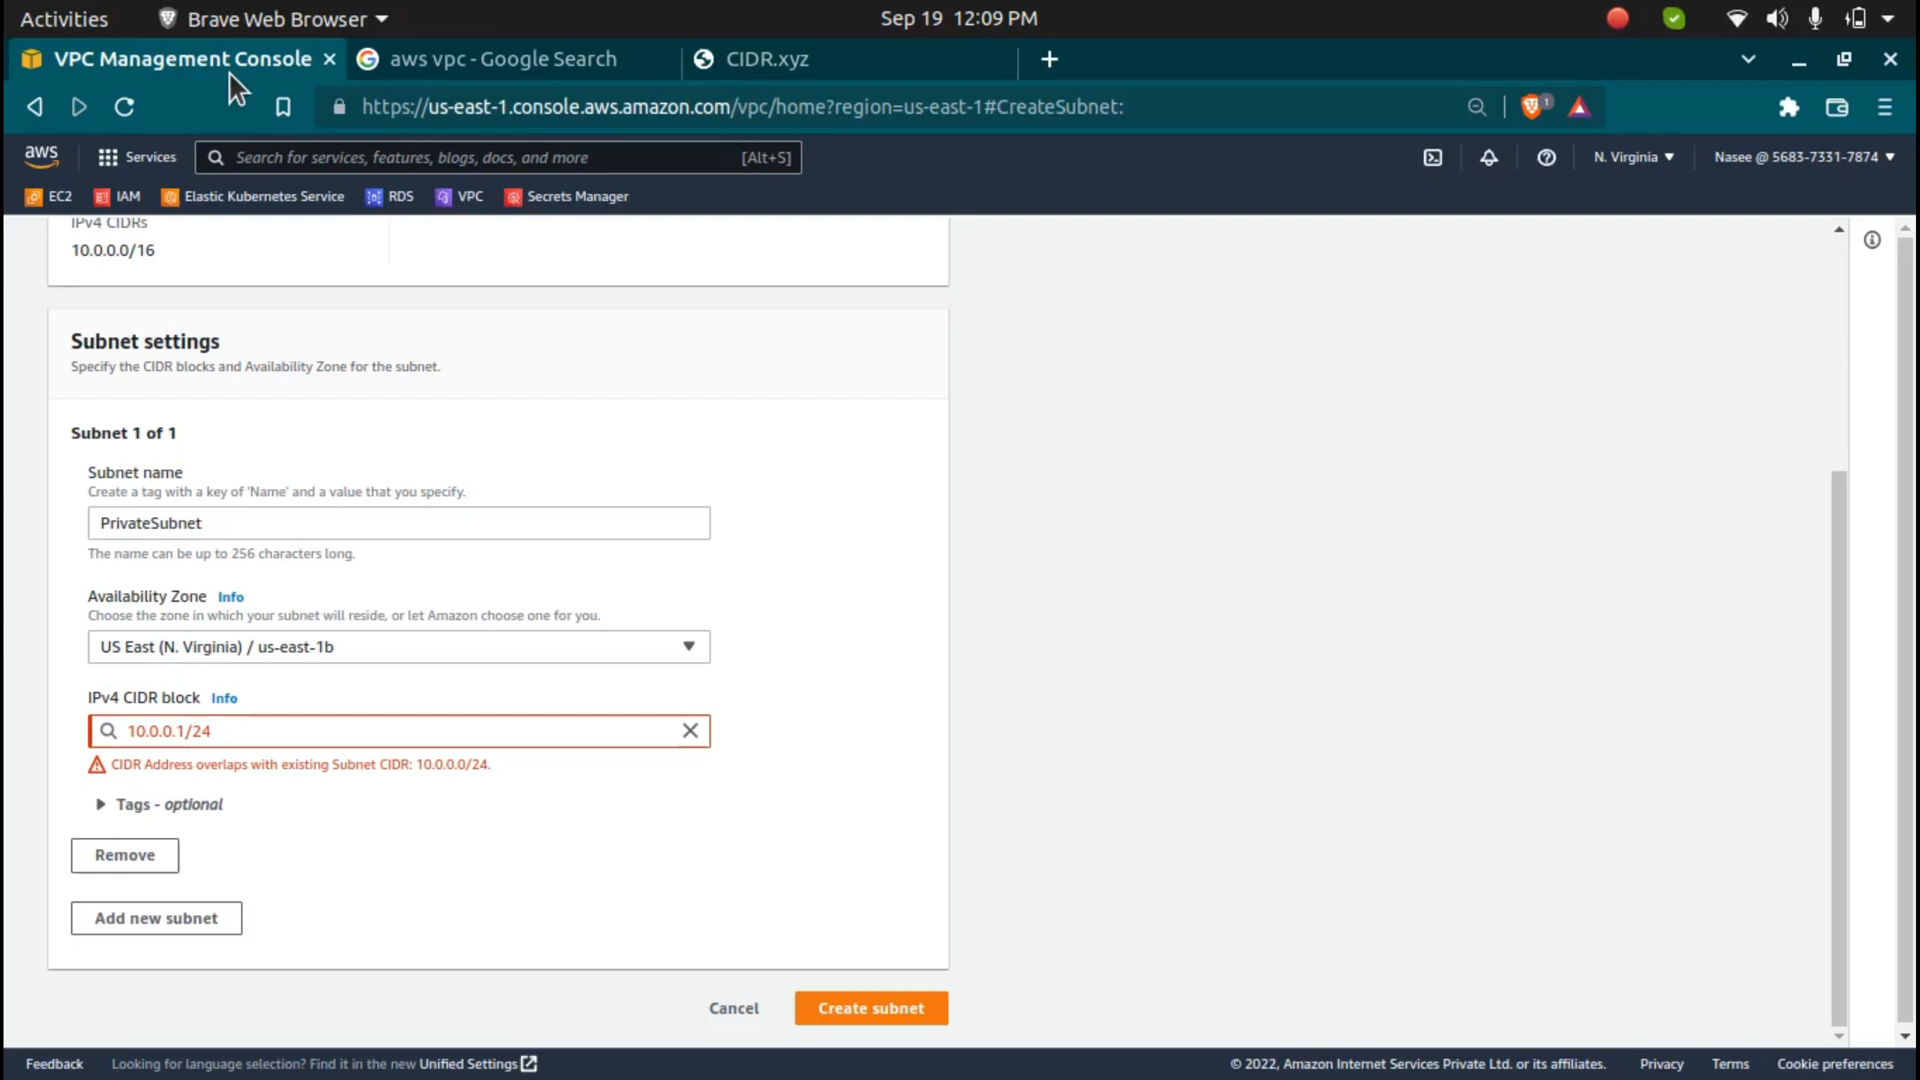 Activities
Brave Web Browser
Sep 19 12:09 PM
VPC Management Console
aws vpc - Google Search
CIDR.xyz
https://us-east-1.console.aws.amazon.com/vpc/home?region=us-east-1#CreateSubnet:
1
aws
Services
Search for services, features, blogs, docs, and more
[Alt+S]
N. Virginia
Nasee @ 5683-7331-7874
EC2
IAM
Elastic Kubernetes Service
RDS
VPC
Secrets Manager
IPv4 CIDRs
10.0.0.0/16
Subnet settings
Specify the CIDR blocks and Availability Zone for the subnet.
Subnet 1 of 1
Subnet name
Create a tag with a key of 'Name' and a value that you specify.
PrivateSubnet
The name can be up to 256 characters long.
Availability Zone Info
Choose the zone in which your subnet will reside, or let Amazon choose one for you.
US East (N. Virginia) / us-east-1b
IPv4 CIDR block Info
10.0.0.1/24
CIDR Address overlaps with existing Subnet CIDR: 10.0.0.0/24.
Tags - optional
Remove
Add new subnet
Cancel
Create subnet
Feedback
Looking for language selection? Find it in the new Unified Settings
© 2022, Amazon Internet Services Private Ltd. or its affiliates.
Privacy
Terms
Cookie preferences